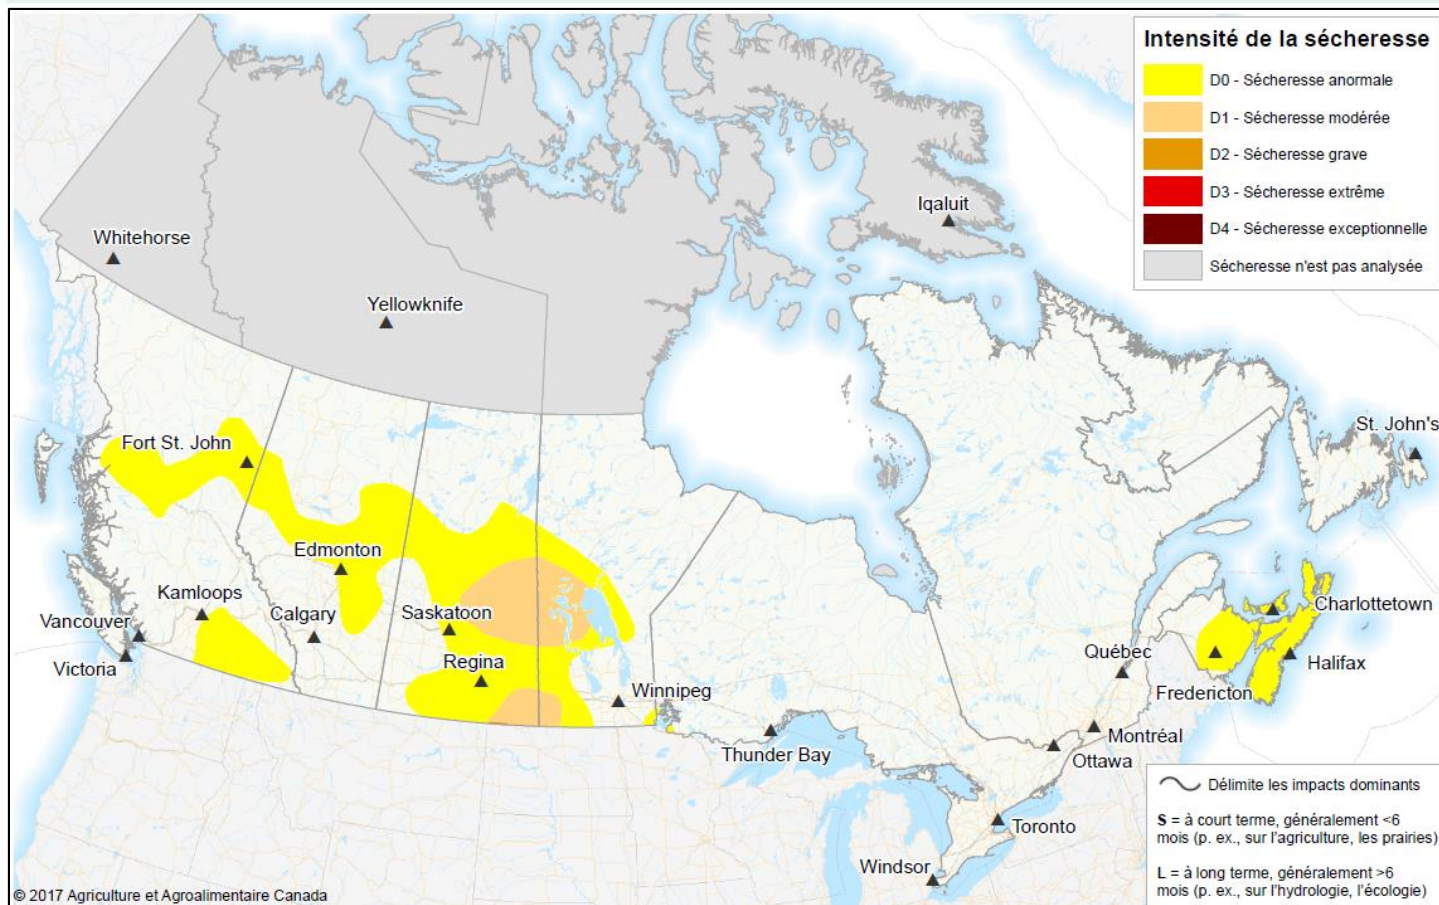 Intensité de la sécheresse
D0 - Sécheresse anormale
D1 - Sécheresse modérée
D2 - Sécheresse grave
D3 - Sécheresse extrême
D4 - Sécheresse exceptionnelle
Sécheresse n'est pas analysée
Iqaluit
Whitehorse
Yellowknife
St. John's
Fort St. John
Edmonton
Kamloops
Calgary
Saskatoon
Charlottetown
Vancouver
Victoria
Regina
Québec
Halifax
Winnipeg
Fredericton
Montréal
Thunder Bay
Ottawa
Toronto
Windsor
Délimite les impacts dominants
S = à court terme, généralement <6
mois (p. ex., sur l'agriculture, les prairies)
L = à long terme, généralement >6
mois (p. ex., sur l'hydrologie, l'écologie)
© 2017 Agriculture et Agroalimentaire Canada